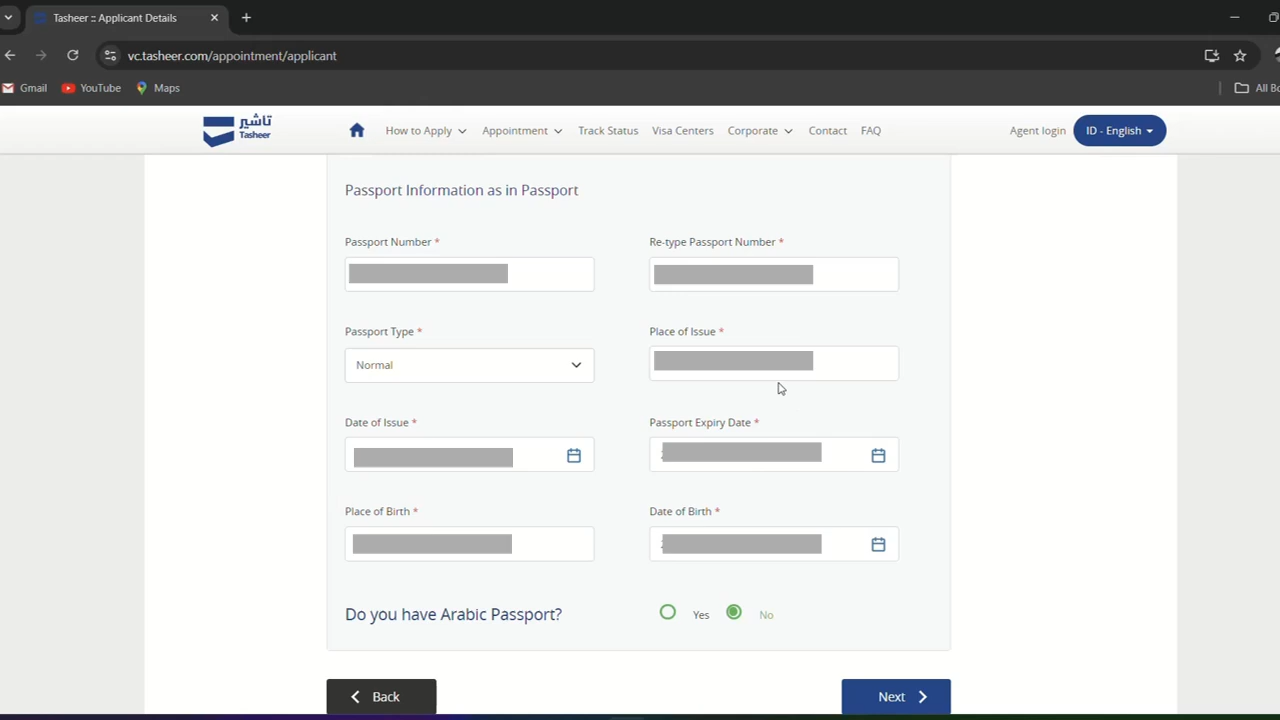 Tasheer :: Applicant Details
vc.tasheer.com/appointment/applicant
Gmail YouTube Maps
تأشير
Tasheer
How to Apply Appointment Track Status Visa Centers Corporate Contact FAQ Agent login ID - English
Passport Information as in Passport
Passport Number * Re-type Passport Number *
Passport Type * Place of Issue *
Normal
Date of Issue * Passport Expiry Date *
Place of Birth * Date of Birth *
Do you have Arabic Passport? Yes No
Back Next